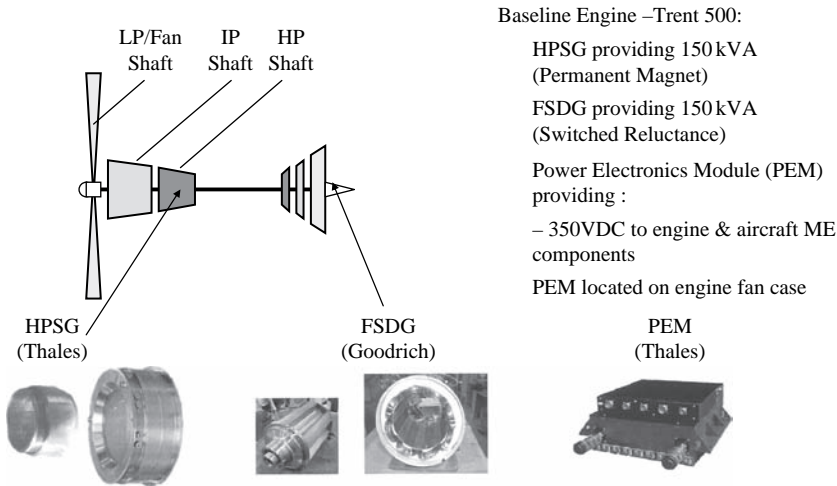 LP/Fan
Shaft
IP
Shaft
HP
Shaft
Baseline Engine –Trent 500:
HPSG providing 150 kVA
(Permanent Magnet)
FSDG providing 150 kVA
(Switched Reluctance)
Power Electronics Module (PEM)
providing :
– 350VDC to engine & aircraft ME
components
PEM located on engine fan case
HPSG
(Thales)
FSDG
(Goodrich)
PEM
(Thales)